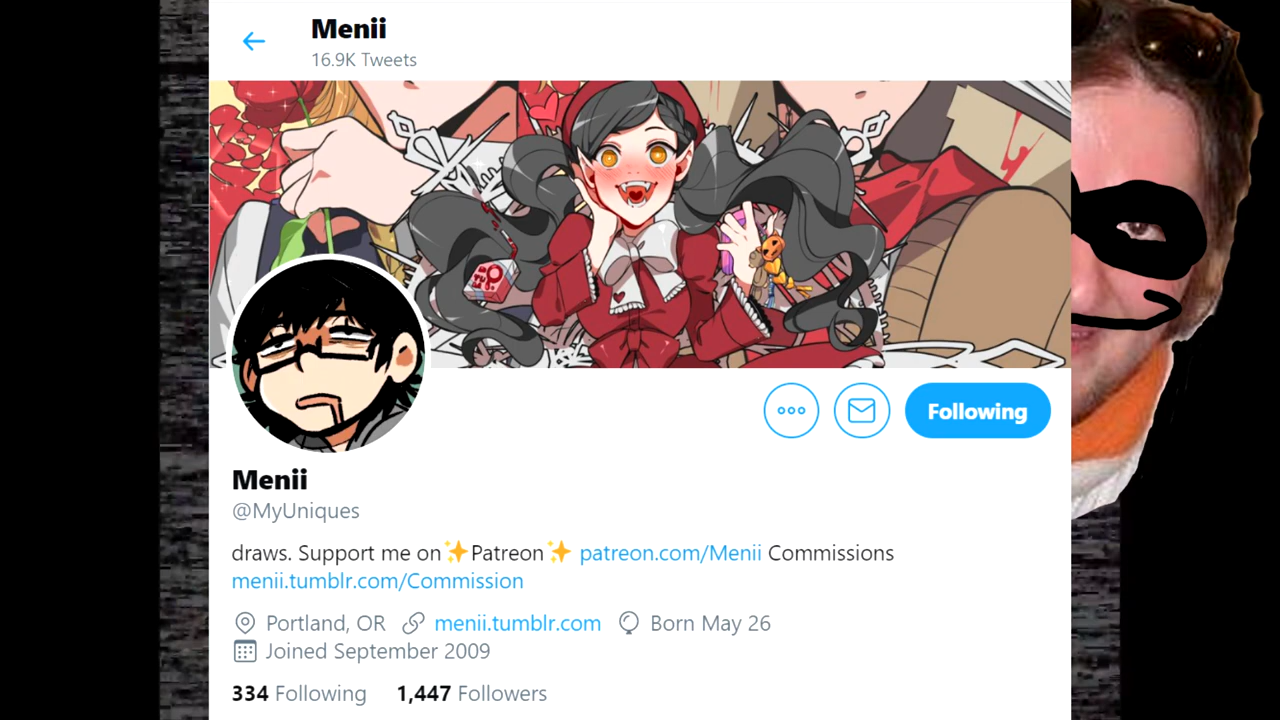 Menii
16.9K Tweets
Following
Menii
@MyUniques
draws. Support me on✨Patreon✨ patreon.com/Menii Commissions
menii.tumblr.com/Commission
Portland, OR menii.tumblr.com Born May 26
Joined September 2009
334 Following 1,447 Followers